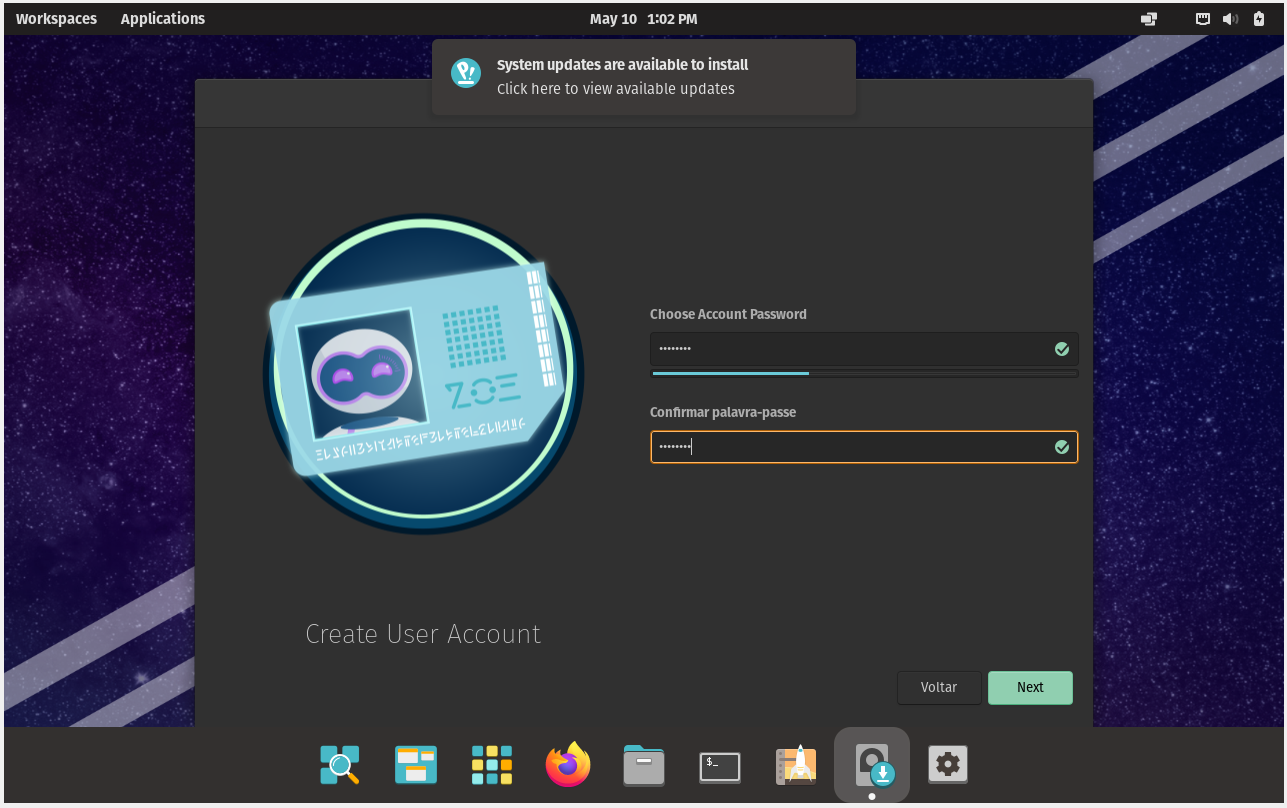 Workspaces Applications May 10 1:02 PM
System updates are available to install
Click here to view available updates
ZOE
Choose Account Password
••••••••
Confirmar palavra-passe
••••••••
Create User Account
Voltar Next
$_